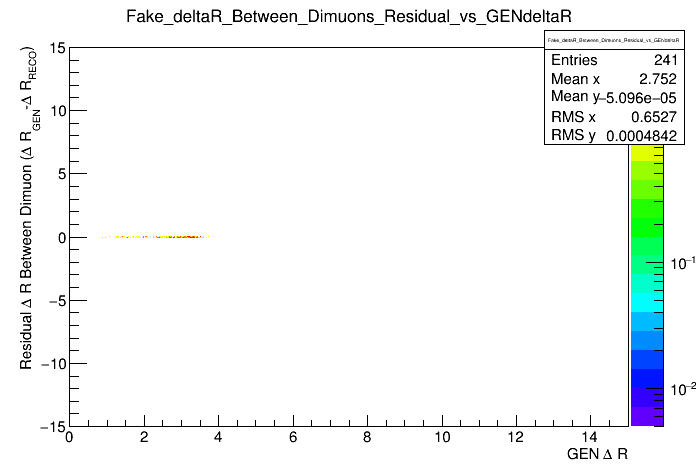 Fake_deltaR_Between_Dimuons_Residual_vs_GENdeltaR
Fake_deltaR_Between_Dimuons_Residual_vs_GENdeltaR
Entries 241
Mean x 2.752
Mean y −5.096e−05
RMS x 0.6527
RMS y 0.0004842
Residual Δ R Between Dimuon (Δ R_GEN-Δ R_RECO)
15
10
5
0
−5
−10
−15
0 2 4 6 8 10 12 14
GEN Δ R
10⁻¹
10⁻²